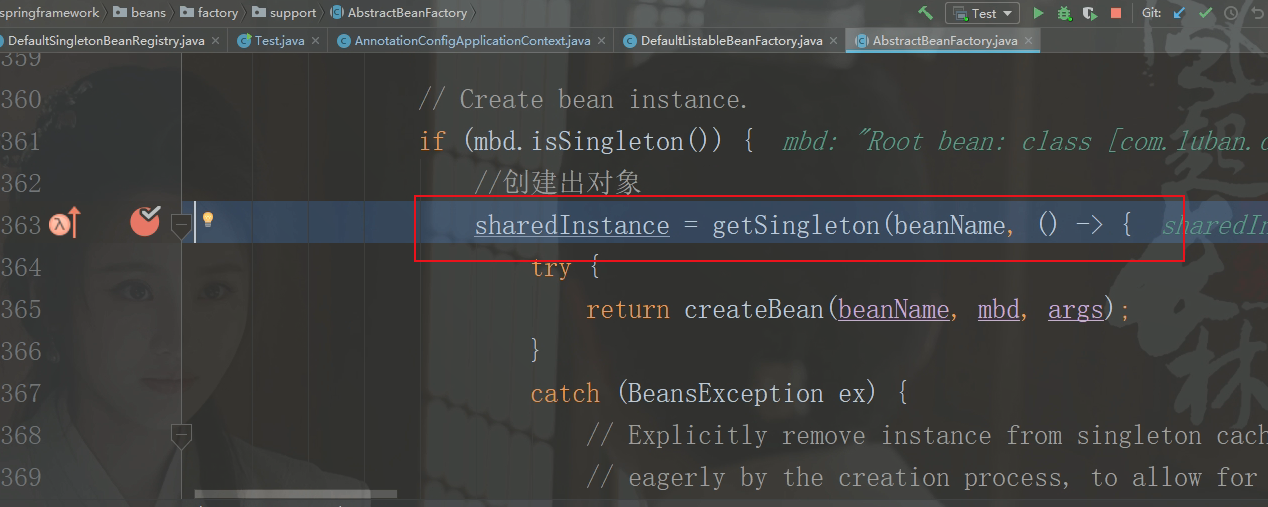 springframework beans factory support AbstractBeanFactory Test Git:
DefaultSingletonBeanRegistry.java Test.java AnnotationConfigApplicationContext.java DefaultListableBeanFactory.java AbstractBeanFactory.java
359
360 // Create bean instance.
361 if (mbd.isSingleton()) { mbd: "Root bean: class [com.luban.
362 //创建出对象
363 sharedInstance = getSingleton(beanName, () -> {
364 try {
365 return createBean(beanName, mbd, args);
366 }
367 catch (BeansException ex) {
368 // Explicitly remove instance from singleton cach
369 // eagerly by the creation process, to allow for